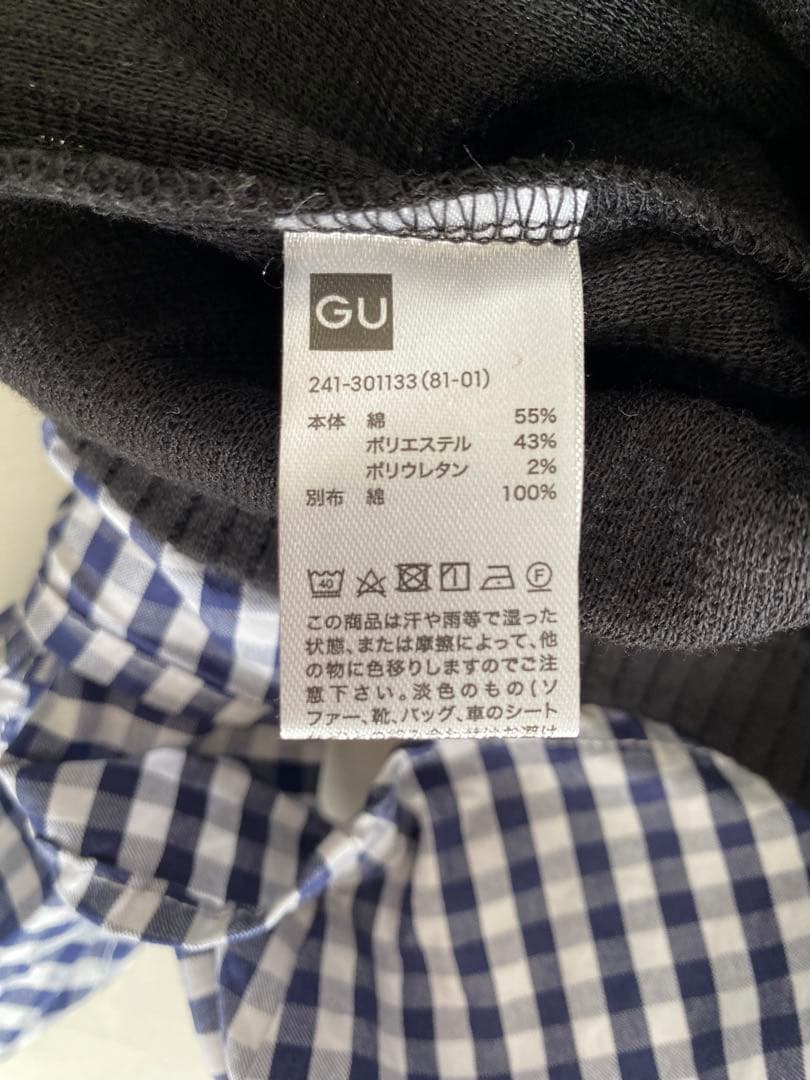 GU
241-301133(81-01)
本体 綿 55%
ポリエステル 43%
ポリウレタン 2%
別布 綿 100%
40 F
この商品は汗や雨等で湿った
状態、または摩擦によって、他
の物に色移りしますのでご注
意下さい。淡色のもの(ソ
ファー、靴、バッグ、車のシート